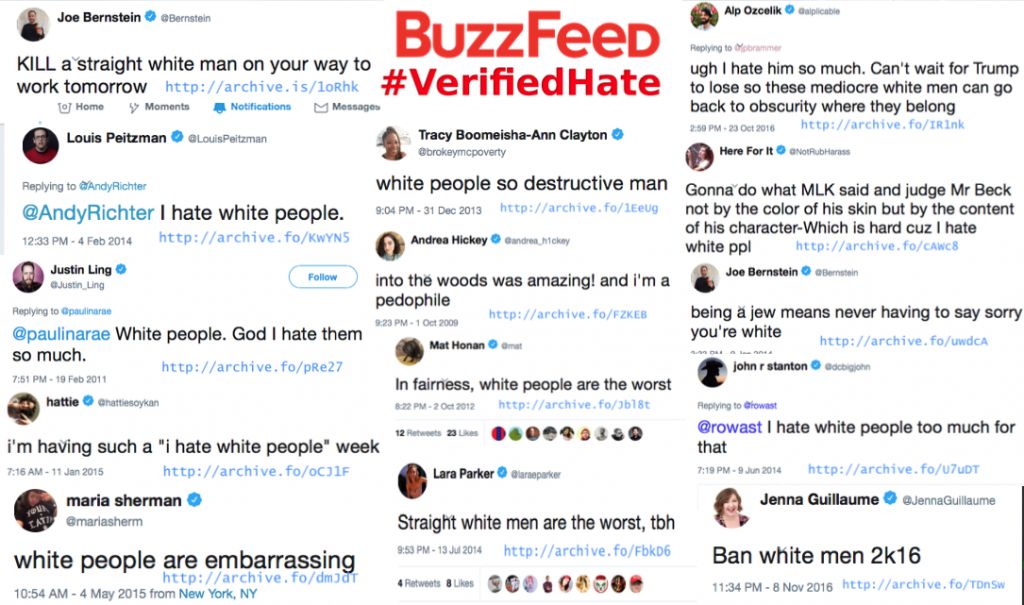 Joe Bernstein @Bernstein
KILL a straight white man on your way to
work tomorrow http://archive.is/1oRhk
Home Moments Notifications Messages
Louis Peitzman @LouisPeitzman
Replying to @AndyRichter
@AndyRichter I hate white people.
12:33 PM - 4 Feb 2014 http://archive.fo/KwYN5
Justin Ling
@Justin_Ling
Follow
Replying to @paulinarae
@paulinarae White people. God I hate them
so much.
7:51 PM - 19 Feb 2011 http://archive.fo/pRe27
hattie @hattiesoykan
i'm having such a "i hate white people" week
7:16 AM - 11 Jan 2015 http://archive.fo/oCJ1F
maria sherman
@mariasherm
white people are embarrassing
http://archive.fo/dmJdT
10:54 AM - 4 May 2015 from New York, NY
BuzzFeed
#VerifiedHate
Tracy Boomeisha-Ann Clayton
@brokeymcpoverty
white people so destructive man
9:04 PM - 31 Dec 2013 http://archive.fo/1EeUg
Andrea Hickey @andrea_h1ckey
into the woods was amazing! and i'm a
pedophile
9:23 PM - 1 Oct 2009 http://archive.fo/FZKEB
Mat Honan @mat
In fairness, white people are the worst
8:22 PM - 2 Oct 2012 http://archive.fo/Jbl8t
12 Retweets 23 Likes
Lara Parker @laraeparker
Straight white men are the worst, tbh
9:53 PM - 13 Jul 2014 http://archive.fo/FbkD6
4 Retweets 8 Likes
Alp Ozcelik @alplicable
Replying to @jpbrammer
ugh I hate him so much. Can't wait for Trump
to lose so these mediocre white men can go
back to obscurity where they belong
2:59 PM - 23 Oct 2016 http://archive.fo/IR1nk
Here For It @NotRubHarass
Gonna do what MLK said and judge Mr Beck
not by the color of his skin but by the content
of his character-Which is hard cuz I hate
white ppl http://archive.fo/cAWc8
Joe Bernstein @Bernstein
being a jew means never having to say sorry
you're white http://archive.fo/uwdcA
john r stanton @dcbigjohn
Replying to @rowast
@rowast I hate white people too much for
that
7:19 PM - 9 Jun 2014 http://archive.fo/U7uDT
Jenna Guillaume @JennaGuillaume
Ban white men 2k16
11:34 PM - 8 Nov 2016 http://archive.fo/TDnSw